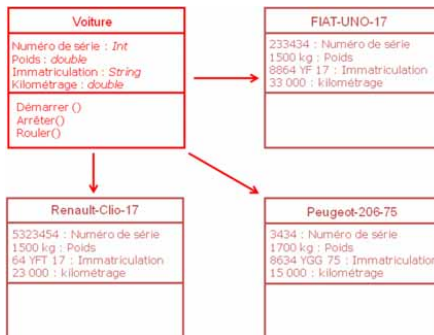 Voiture
Numéro de série : Int
Poids : double
Immatriculation : String
Kilométrage : double
Démarrer ()
Arrêter()
Rouler()
FIAT-UNO-17
233434 : Numéro de série
1500 kg : Poids
8864 YF 17 : Immatriculation
33 000 : kilométrage
Renault-Clio-17
5323454 : Numéro de série
1500 kg : Poids
64 YFT 17 : Immatriculation
23 000 : kilométrage
Peugeot-206-75
3434 : Numéro de série
1700 kg : Poids
8634 YGG 75 : Immatriculation
15 000 : kilométrage